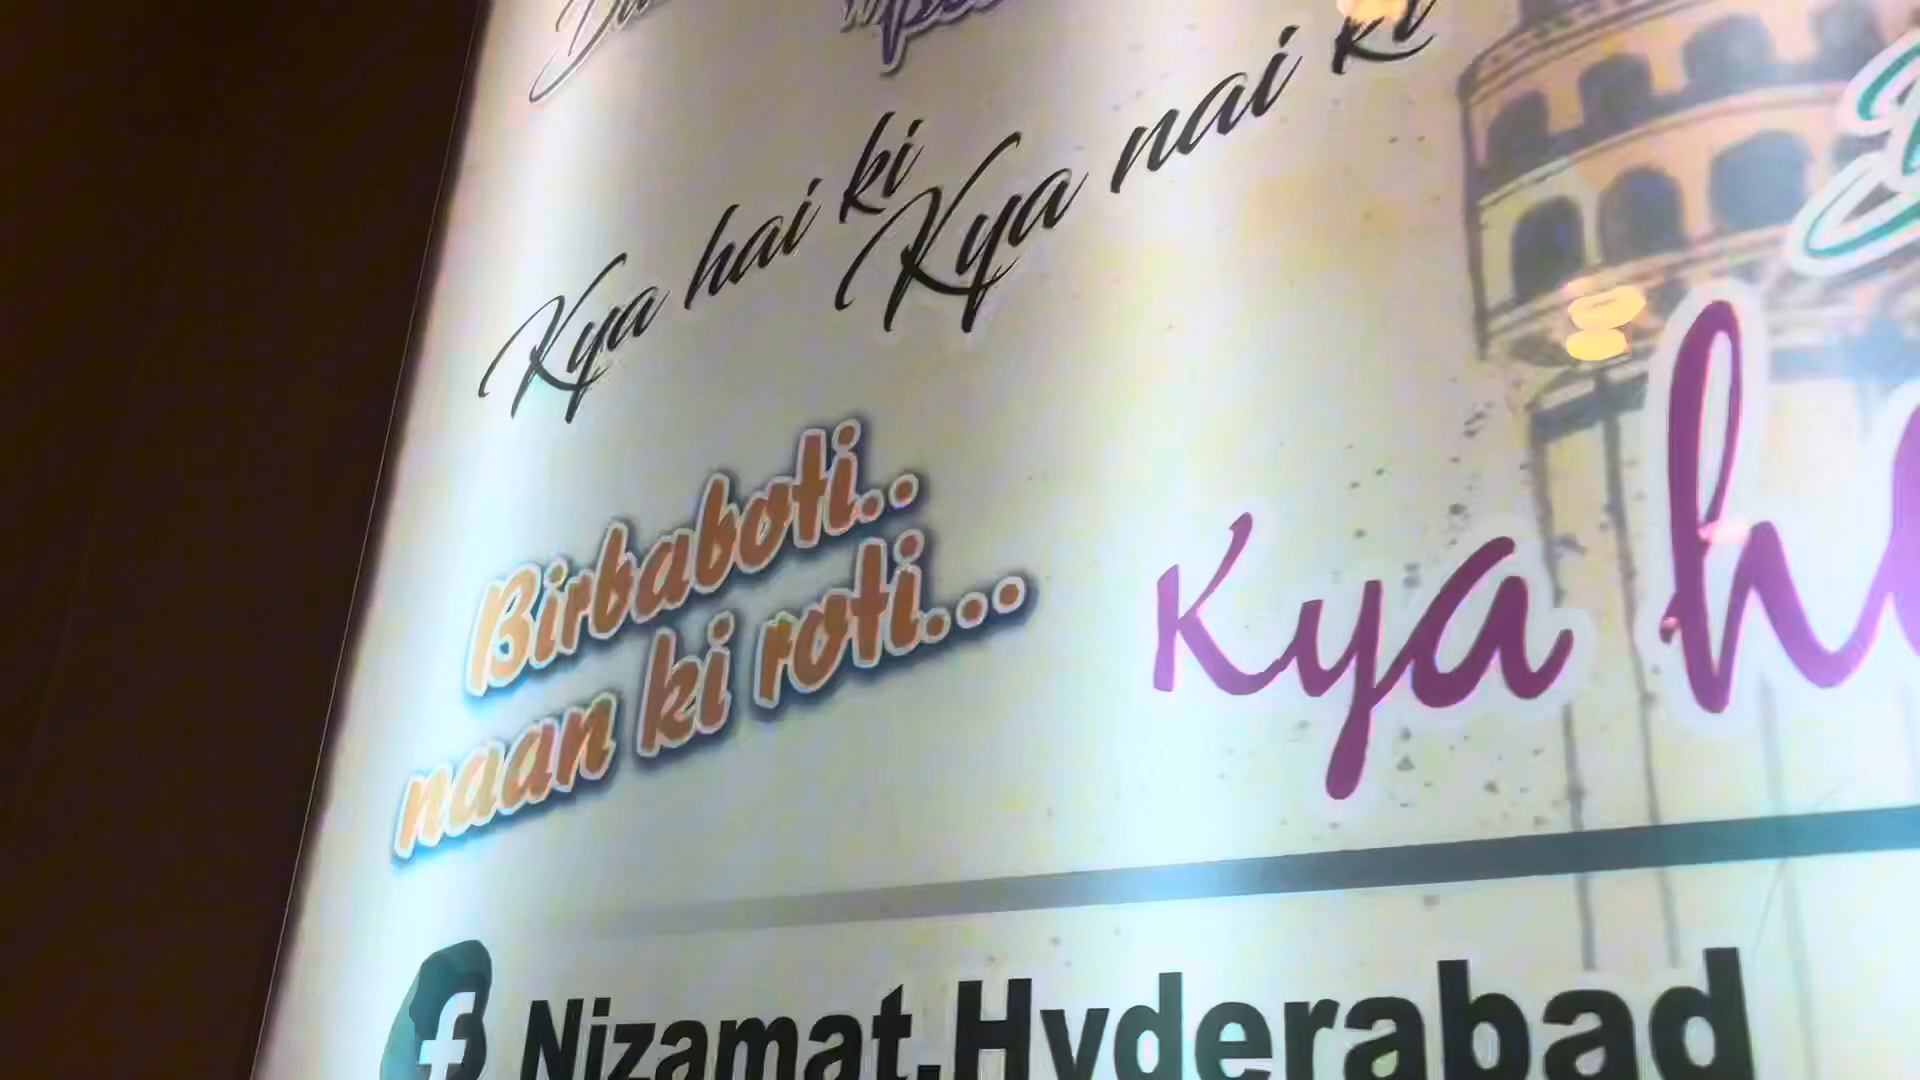 Kya hai ki
Kya nai ki
Birbaboti..
naan ki roti...
Kya
Nizamat.Hyderabad